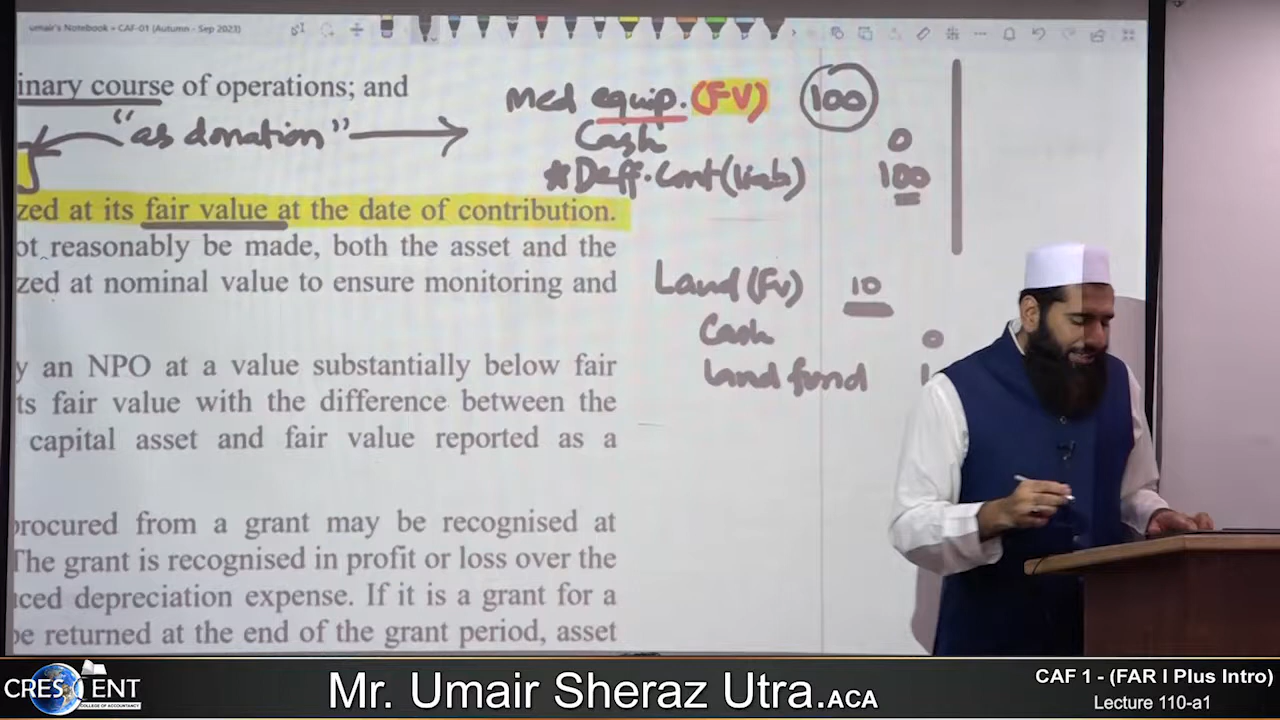 umair's Notebook » CAF-01 (Autumn - Sep 2023)
inary course of operations; and
"as donation"
Med equip. (FV) 100
Cash 0
*Deff. Cont (Liab) 100
zed at its fair value at the date of contribution.
ot reasonably be made, both the asset and the
zed at nominal value to ensure monitoring and
Land (FV) 10
Cash 0
Land fund
y an NPO at a value substantially below fair
ts fair value with the difference between the
capital asset and fair value reported as a
procured from a grant may be recognised at
The grant is recognised in profit or loss over the
uced depreciation expense. If it is a grant for a
be returned at the end of the grant period, asset
CRESCENT
COLLEGE OF ACCOUNTANCY
Mr. Umair Sheraz Utra.ACA
CAF 1 - (FAR I Plus Intro)
Lecture 110-a1